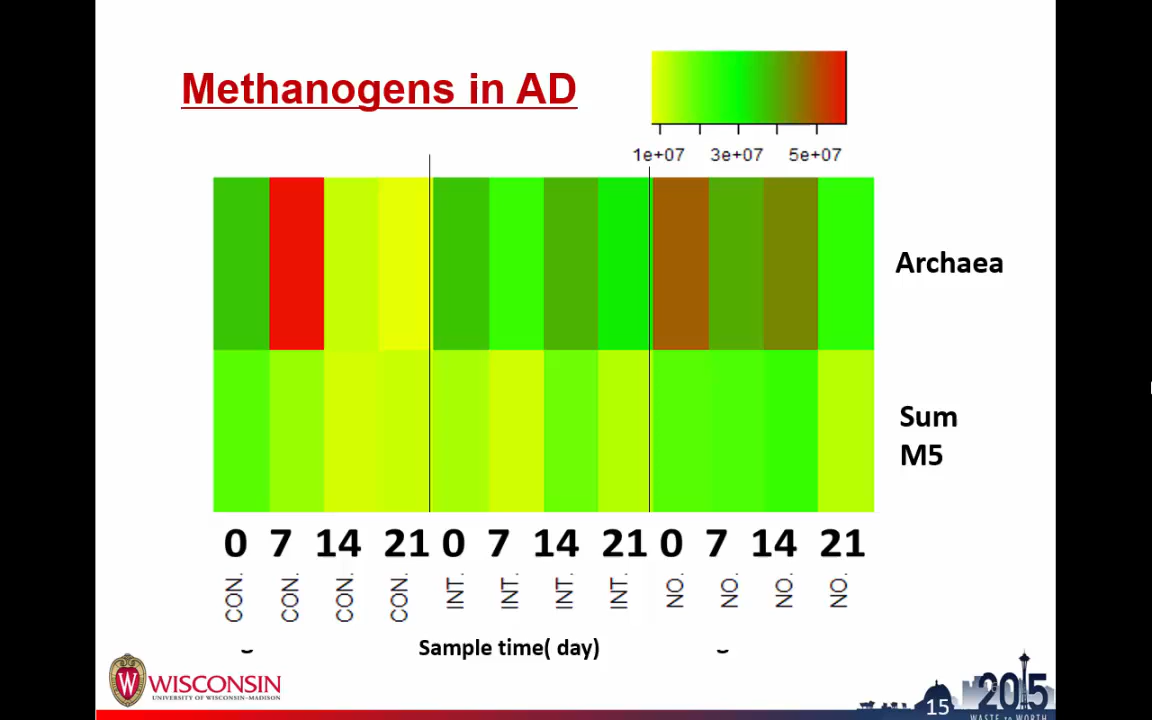 Methanogens in AD
1e+07 3e+07 5e+07
Archaea
Sum
M5
0 7 14 21 0 7 14 21 0 7 14 21
CON. CON. CON. CON. INT. INT. INT. INT. NO. NO. NO. NO.
Sample time( day)
W WISCONSIN
UNIVERSITY OF WISCONSIN-MADISON
2015
WASTE to WORTH
15